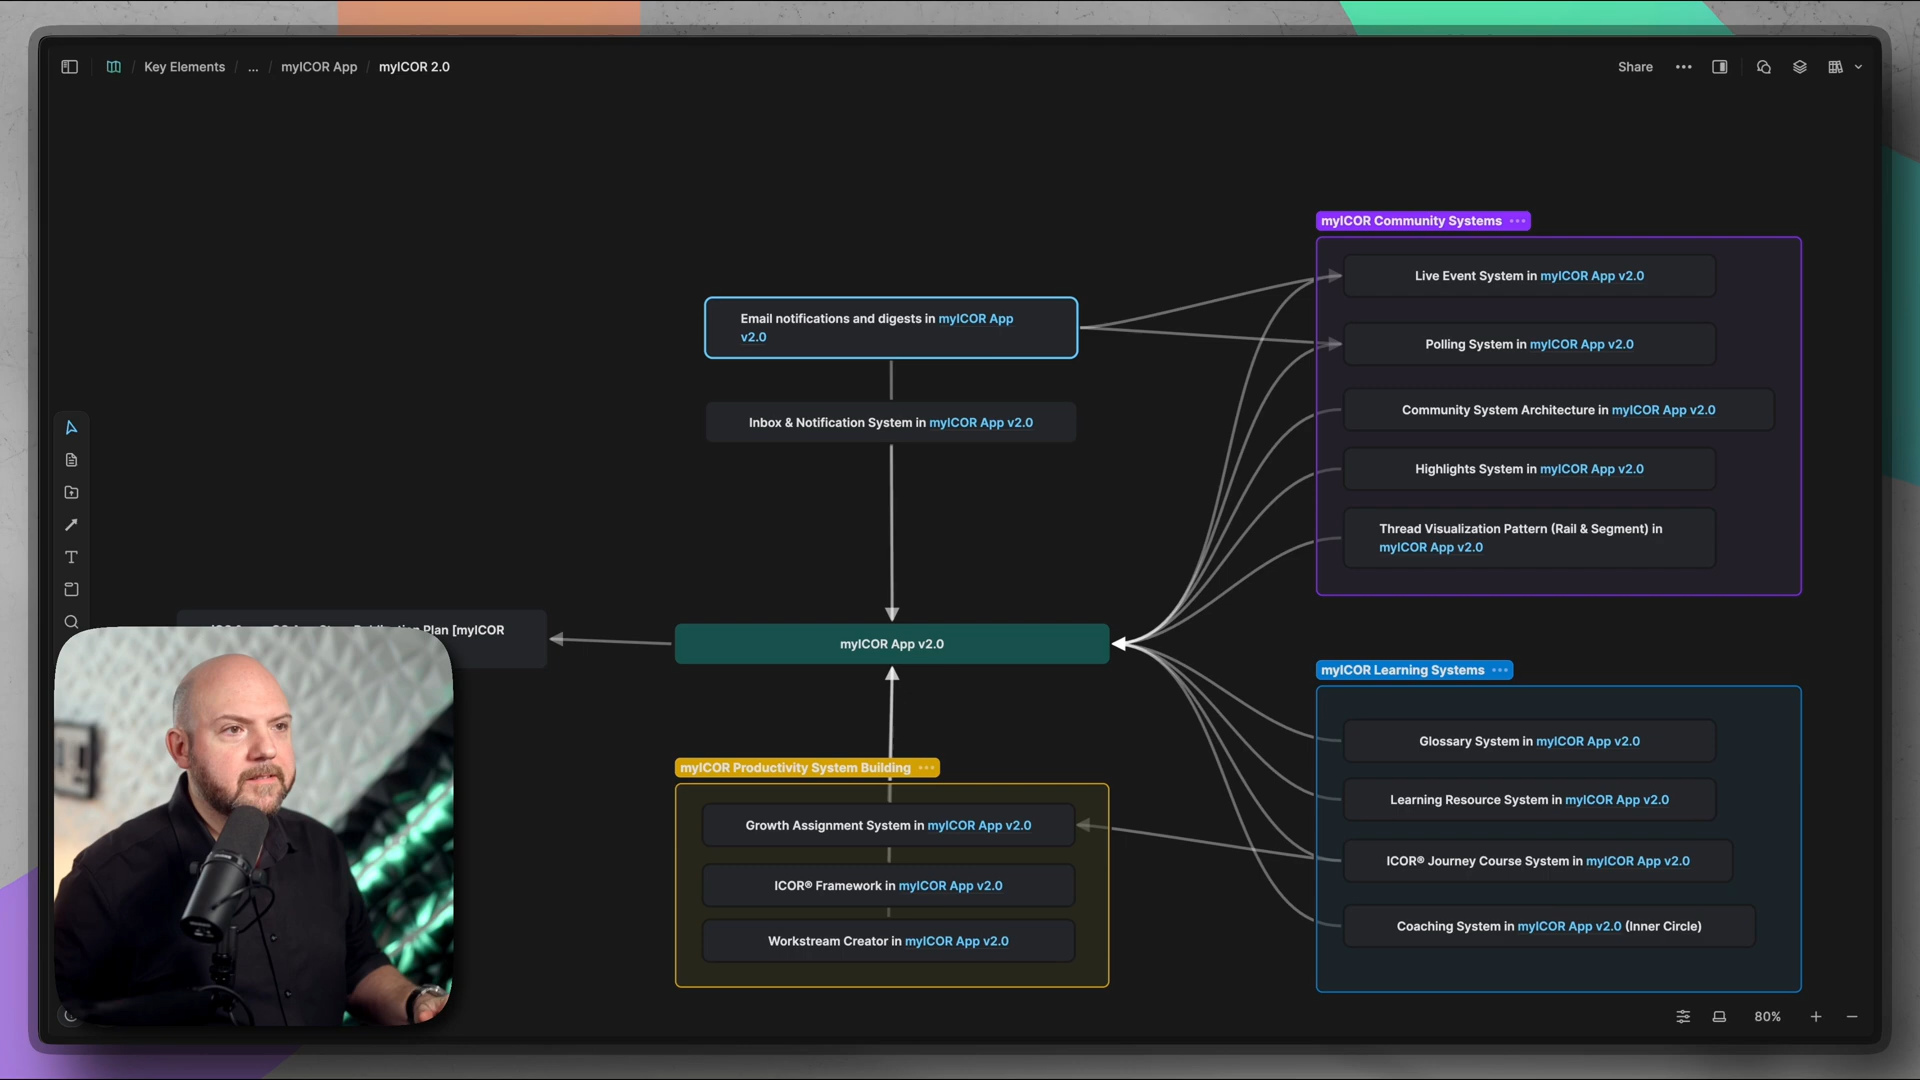 Key Elements / ... / myICOR App / myICOR 2.0
Share
myICOR Community Systems
Live Event System in myICOR App v2.0
Email notifications and digests in myICOR App
v2.0
Polling System in myICOR App v2.0
Community System Architecture in myICOR App v2.0
Inbox & Notification System in myICOR App v2.0
Highlights System in myICOR App v2.0
Thread Visualization Pattern (Rail & Segment) in
myICOR App v2.0
Plan [myICOR
myICOR App v2.0
myICOR Learning Systems
Glossary System in myICOR App v2.0
myICOR Productivity System Building
Learning Resource System in myICOR App v2.0
Growth Assignment System in myICOR App v2.0
ICOR® Journey Course System in myICOR App v2.0
ICOR® Framework in myICOR App v2.0
Coaching System in myICOR App v2.0 (Inner Circle)
Workstream Creator in myICOR App v2.0
80%